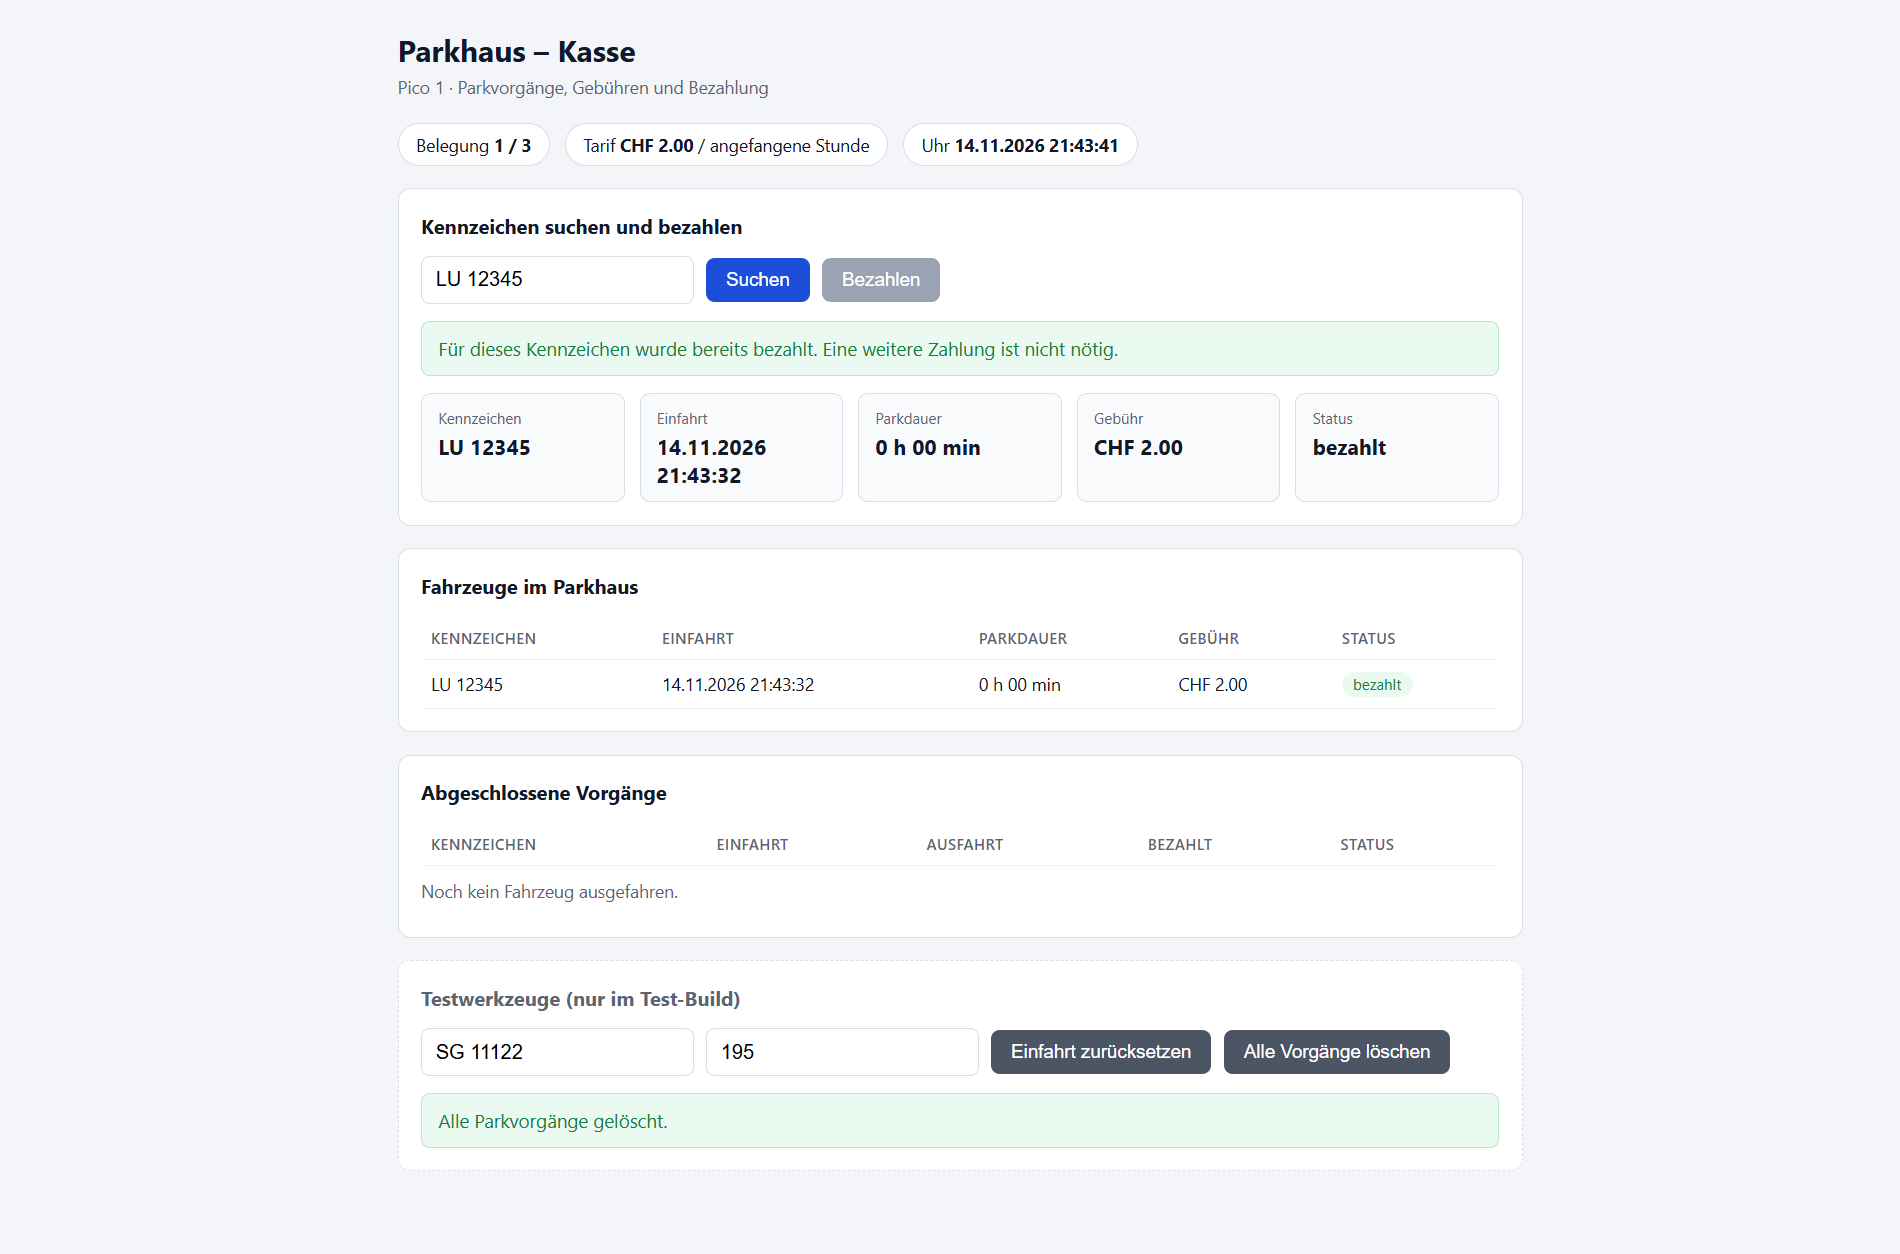 Parkhaus – Kasse
Pico 1 · Parkvorgänge, Gebühren und Bezahlung
Belegung 1 / 3
Tarif CHF 2.00 / angefangene Stunde
Uhr 14.11.2026 21:43:41
Kennzeichen suchen und bezahlen
LU 12345
Suchen
Bezahlen
Für dieses Kennzeichen wurde bereits bezahlt. Eine weitere Zahlung ist nicht nötig.
Kennzeichen
LU 12345
Einfahrt
14.11.2026
21:43:32
Parkdauer
0 h 00 min
Gebühr
CHF 2.00
Status
bezahlt
Fahrzeuge im Parkhaus
KENNZEICHEN EINFAHRT PARKDAUER GEBÜHR STATUS
LU 12345 14.11.2026 21:43:32 0 h 00 min CHF 2.00 bezahlt
Abgeschlossene Vorgänge
KENNZEICHEN EINFAHRT AUSFAHRT BEZAHLT STATUS
Noch kein Fahrzeug ausgefahren.
Testwerkzeuge (nur im Test-Build)
SG 11122
195
Einfahrt zurücksetzen
Alle Vorgänge löschen
Alle Parkvorgänge gelöscht.